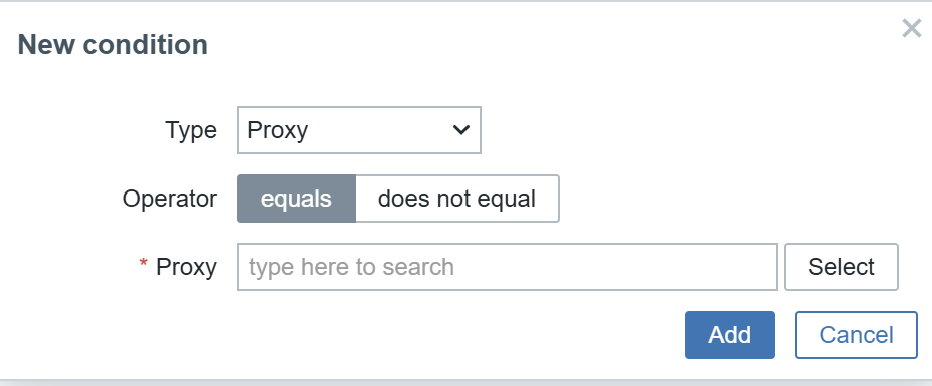 New condition
Type Proxy
Operator equals does not equal
* Proxy type here to search Select
Add Cancel